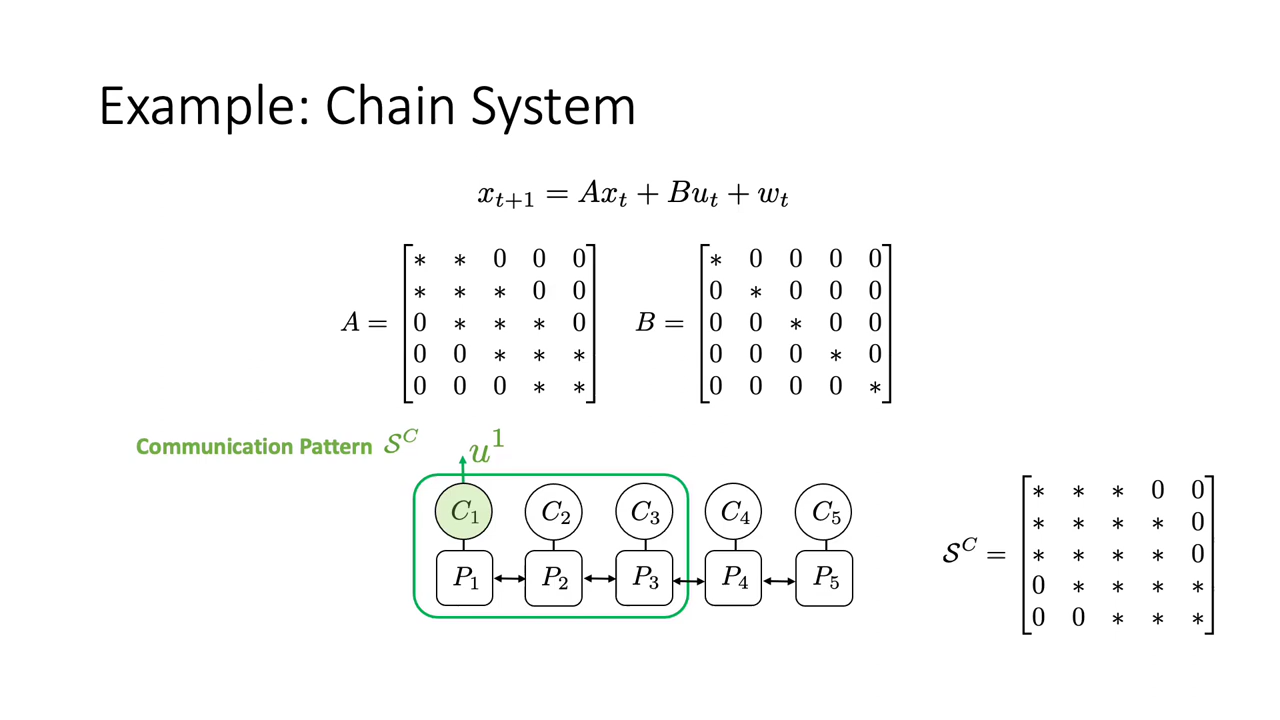 Example: Chain System
x_{t+1} = Ax_t + Bu_t + w_t
A = [
∗ ∗ 0 0 0
∗ ∗ ∗ 0 0
0 ∗ ∗ ∗ 0
0 0 ∗ ∗ ∗
0 0 0 ∗ ∗
]
B = [
∗ 0 0 0 0
0 ∗ 0 0 0
0 0 ∗ 0 0
0 0 0 ∗ 0
0 0 0 0 ∗
]
Communication Pattern 𝒮^C
u^1
C_1 C_2 C_3 C_4 C_5
P_1 P_2 P_3 P_4 P_5
𝒮^C = [
∗ ∗ ∗ 0 0
∗ ∗ ∗ ∗ 0
∗ ∗ ∗ ∗ 0
0 ∗ ∗ ∗ ∗
0 0 ∗ ∗ ∗
]